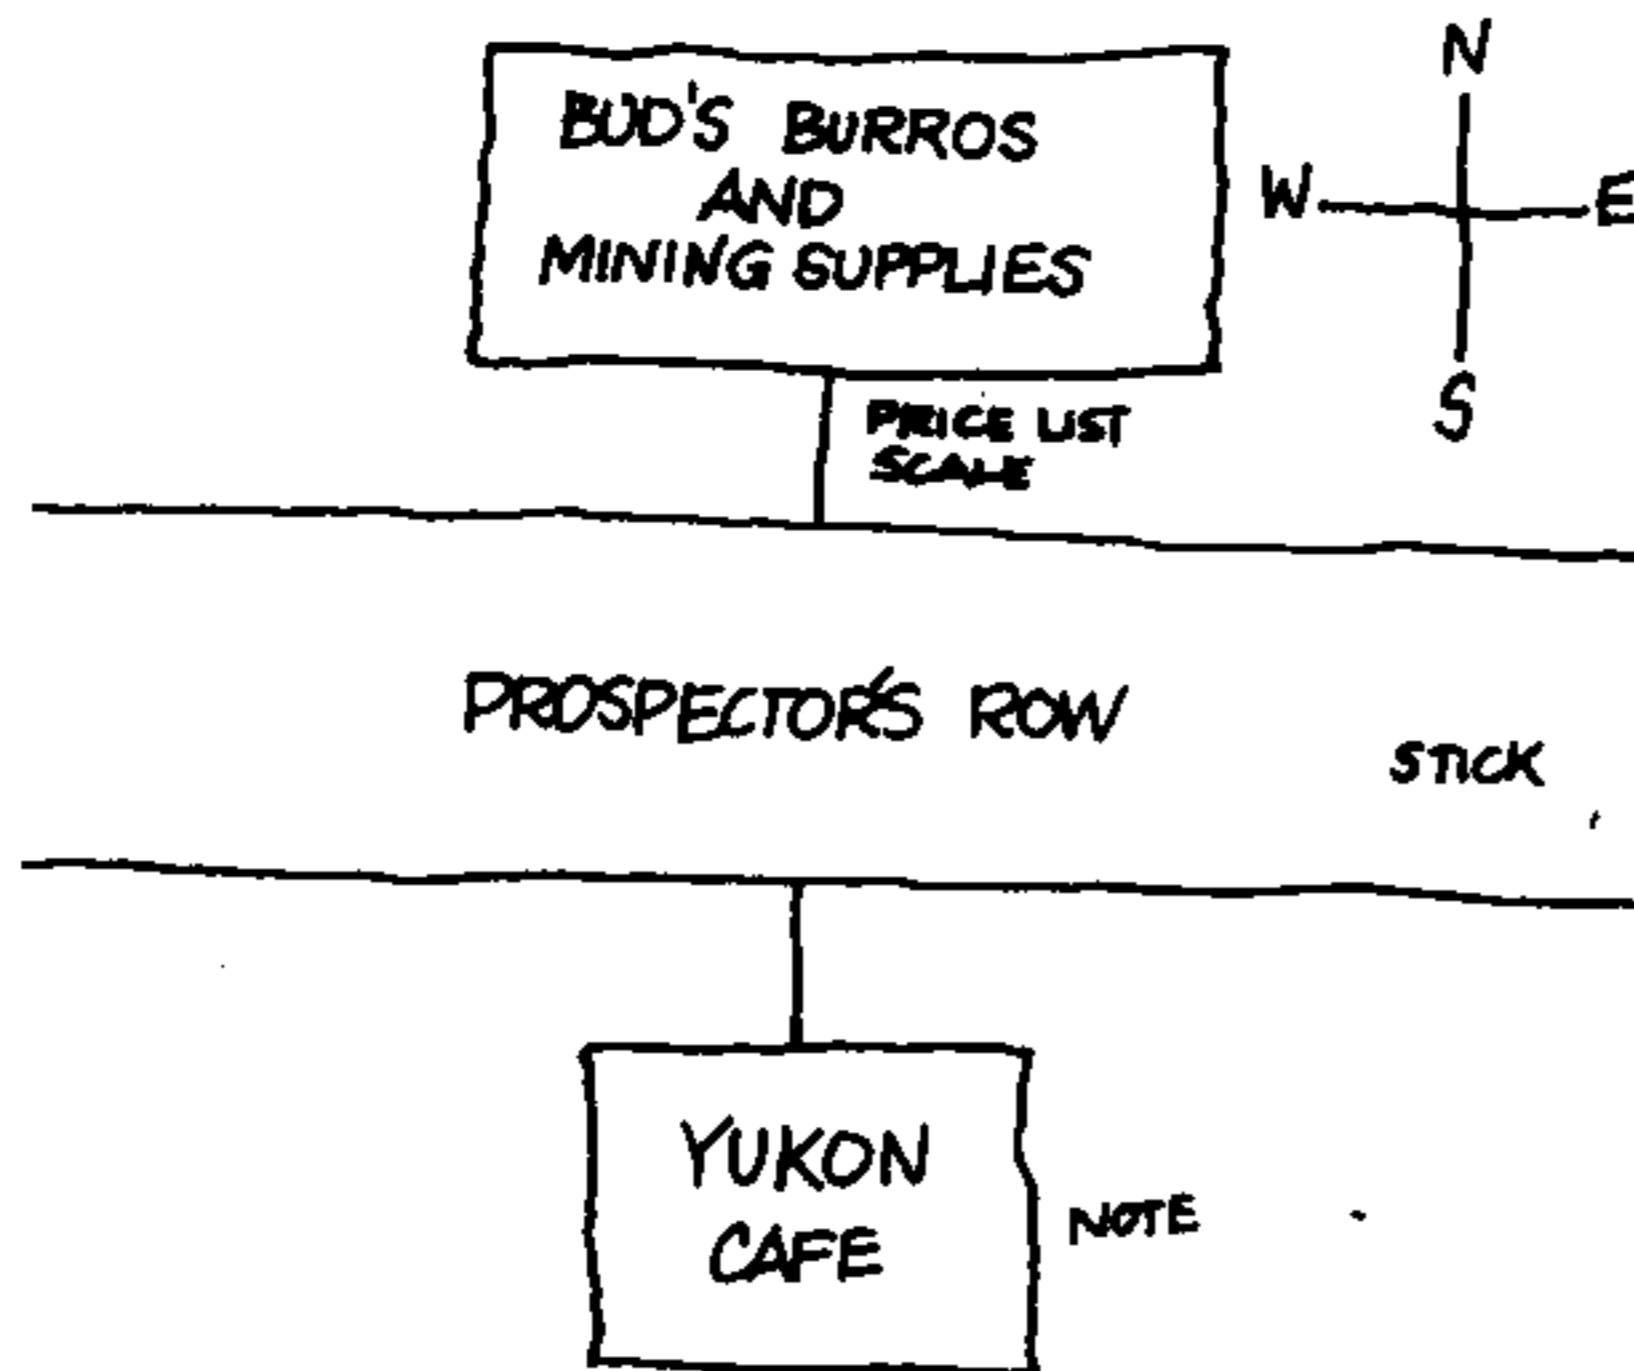 N
BUD'S BURROS
AND
MINING SUPPLIES
W E
S
PRICE LIST
SCALE
PROSPECTOR'S ROW
STICK
YUKON
CAFE
NOTE